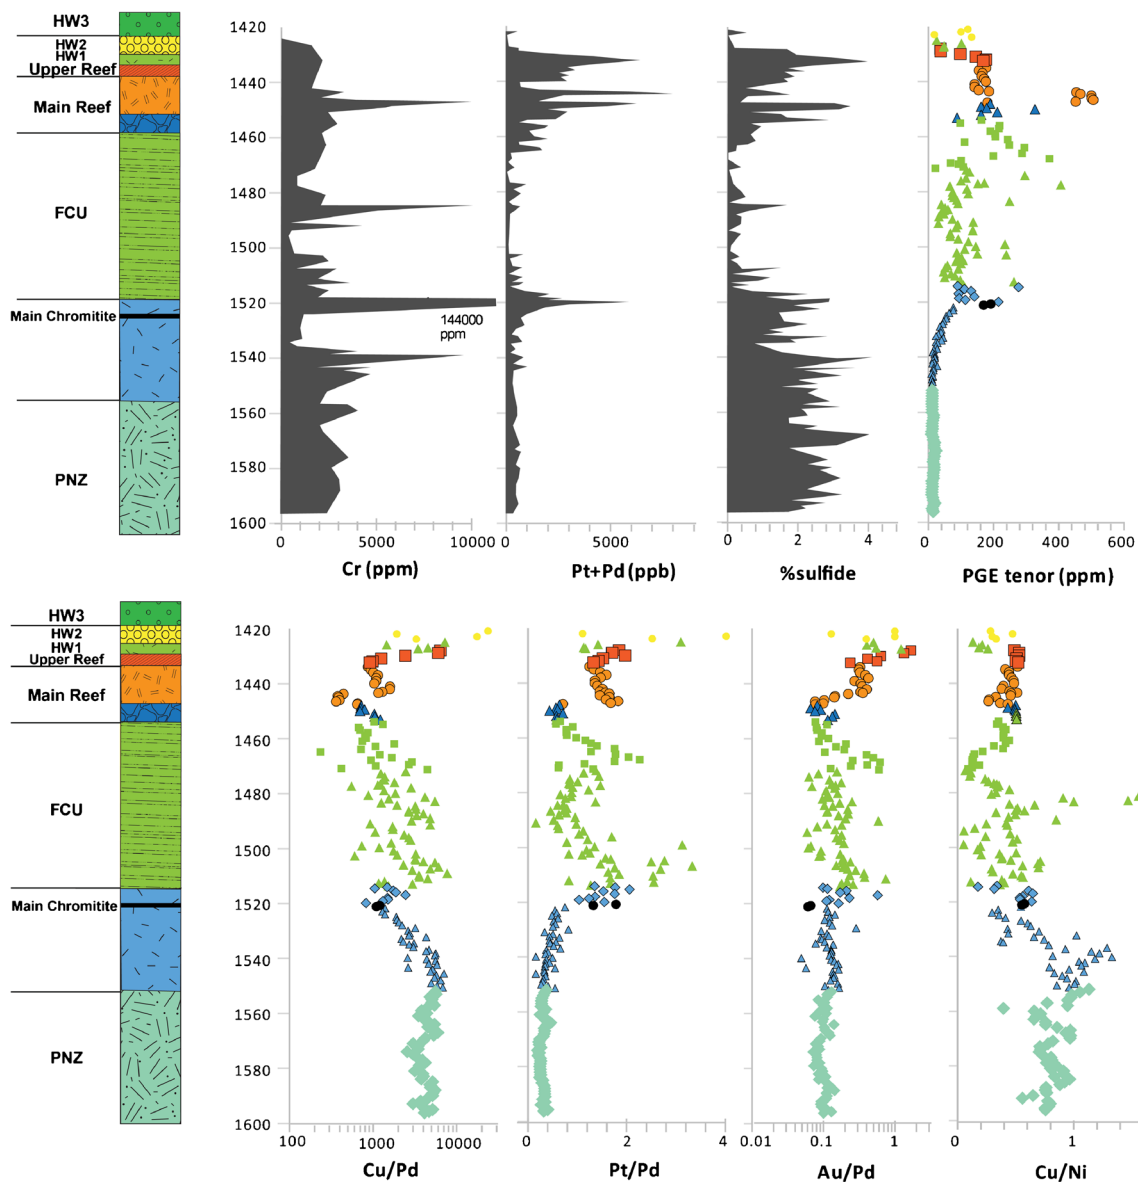 HW3
HW2
HW1
Upper Reef
Main Reef
FCU
Main Chromitite
PNZ
1420
1440
1460
1480
1500
1520
1540
1560
1580
1600
144000
ppm
0 5000 10000
Cr (ppm)
0 5000
Pt+Pd (ppb)
0 2 4
%sulfide
0 200 400 600
PGE tenor (ppm)
HW3
HW2
HW1
Upper Reef
Main Reef
FCU
Main Chromitite
PNZ
1420
1440
1460
1480
1500
1520
1540
1560
1580
1600
100 1000 10000
Cu/Pd
0 2 4
Pt/Pd
0.01 0.1 1
Au/Pd
0 1
Cu/Ni